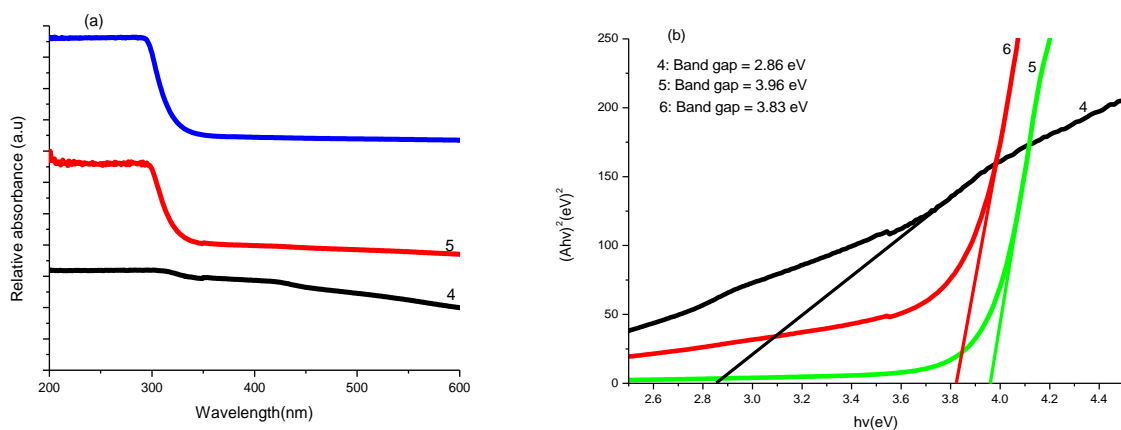 (a)
Relative absorbance (a.u)
5
4
200
300
400
500
600
Wavelength(nm)
(b)
4: Band gap = 2.86 eV
5: Band gap = 3.96 eV
6: Band gap = 3.83 eV
6
5
4
(Ahν)²(eV)²
250
200
150
100
50
0
2.6
2.8
3.0
3.2
3.4
3.6
3.8
4.0
4.2
4.4
hν(eV)